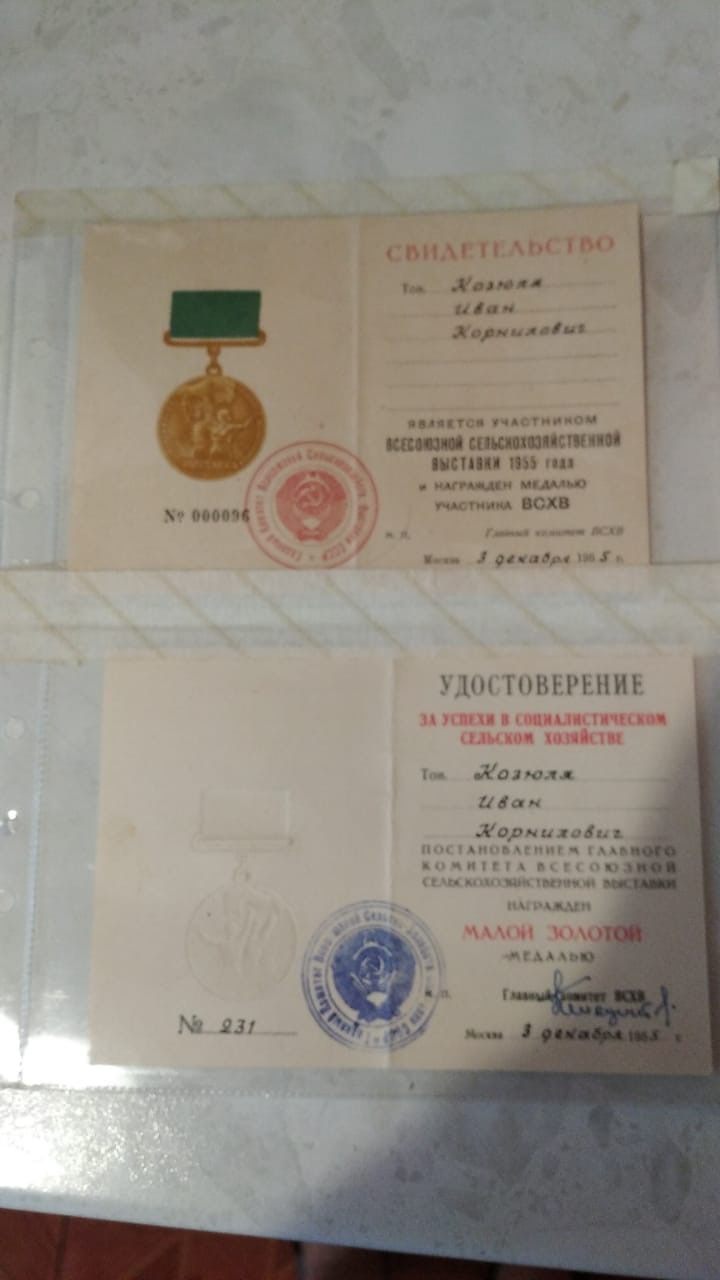 СВИДЕТЕЛЬСТВО
Тов. Козюля
Иван
Корнилович
ЯВЛЯЕТСЯ УЧАСТНИКОМ
ВСЕСОЮЗНОЙ СЕЛЬСКОХОЗЯЙСТВЕННОЙ
ВЫСТАВКИ 1955 года
И НАГРАЖДЕН МЕДАЛЬЮ
УЧАСТНИКА ВСХВ
№ 000096
М. П. Главный комитет ВСХВ
Москва 3 декабря 1955 г.
УДОСТОВЕРЕНИЕ
ЗА УСПЕХИ В СОЦИАЛИСТИЧЕСКОМ
СЕЛЬСКОМ ХОЗЯЙСТВЕ
Тов. Козюля
Иван
Корнилович
ПОСТАНОВЛЕНИЕМ ГЛАВНОГО
КОМИТЕТА ВСЕСОЮЗНОЙ
СЕЛЬСКОХОЗЯЙСТВЕННОЙ ВЫСТАВКИ
НАГРАЖДЕН
МАЛОЙ ЗОЛОТОЙ
МЕДАЛЬЮ
М. П. Главный комитет ВСХВ
№ 231
Москва 3 декабря 1955 г.